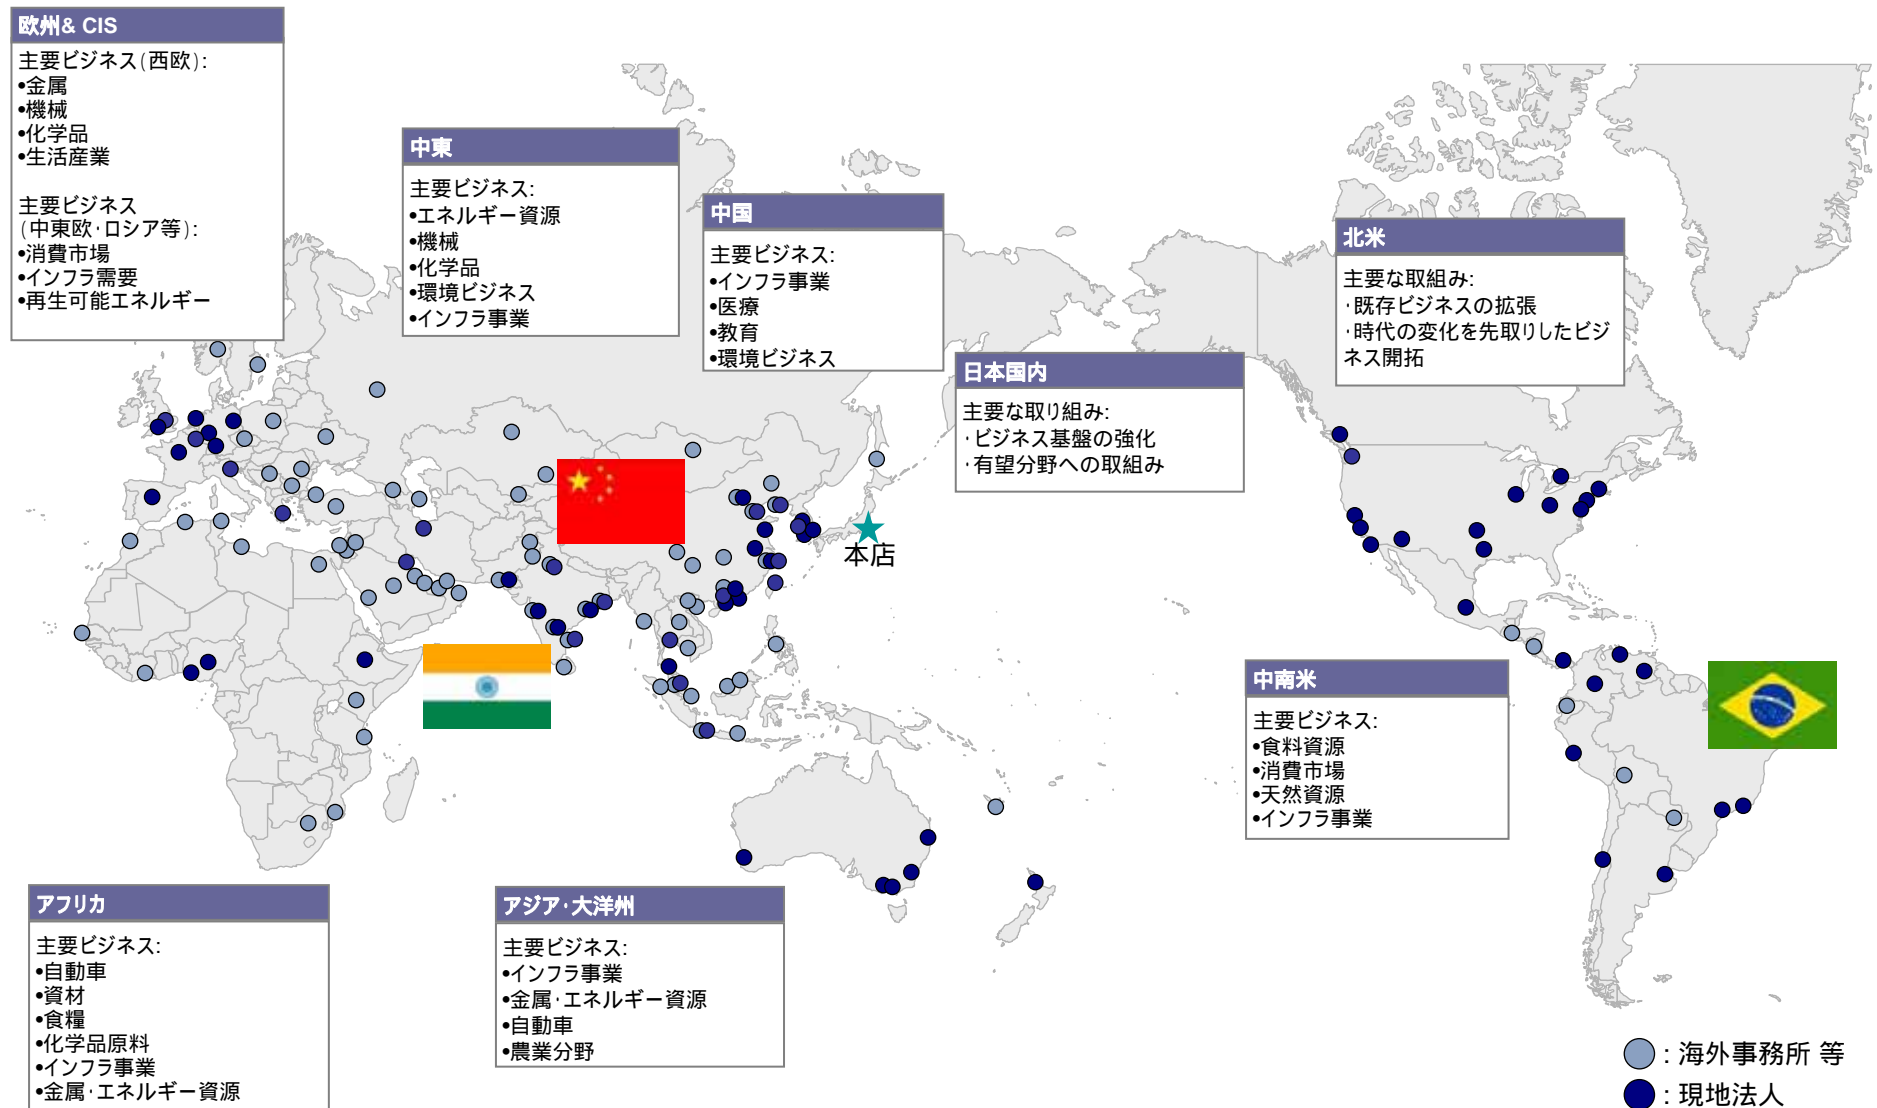 欧州& CIS
主要ビジネス(西欧):
•金属
•機械
•化学品
•生活産業
主要ビジネス
(中東欧･ロシア等):
•消費市場
•インフラ需要
•再生可能エネルギー
中東
主要ビジネス:
•エネルギー資源
•機械
•化学品
•環境ビジネス
•インフラ事業
中国
主要ビジネス:
•インフラ事業
•医療
•教育
•環境ビジネス
日本国内
主要な取り組み:
･ビジネス基盤の強化
･有望分野への取組み
北米
主要な取組み:
･既存ビジネスの拡張
･時代の変化を先取りしたビジ
ネス開拓
本店
中南米
主要ビジネス:
•食料資源
•消費市場
•天然資源
•インフラ事業
アフリカ
主要ビジネス:
•自動車
•資材
•食糧
•化学品原料
•インフラ事業
•金属･エネルギー資源
アジア･大洋州
主要ビジネス:
•インフラ事業
•金属･エネルギー資源
•自動車
•農業分野
: 海外事務所 等
: 現地法人